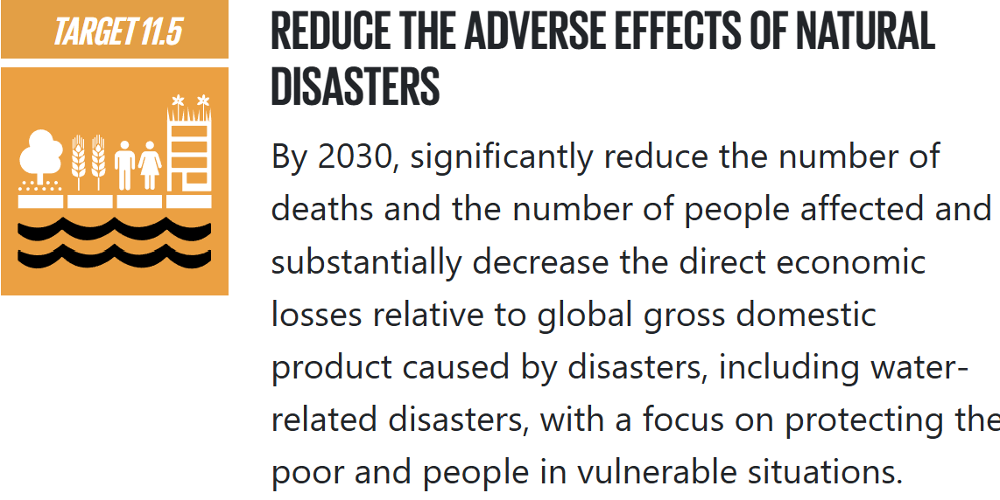 TARGET 11.5
REDUCE THE ADVERSE EFFECTS OF NATURAL
DISASTERS
By 2030, significantly reduce the number of
deaths and the number of people affected and
substantially decrease the direct economic
losses relative to global gross domestic
product caused by disasters, including water-
related disasters, with a focus on protecting the
poor and people in vulnerable situations.